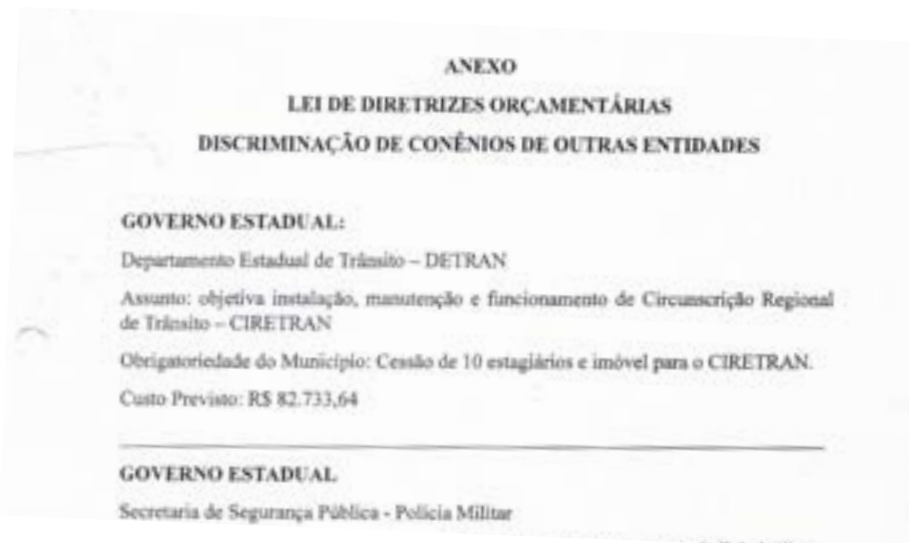 ANEXO
LEI DE DIRETRIZES ORÇAMENTÁRIAS
DISCRIMINAÇÃO DE CONÊNIOS DE OUTRAS ENTIDADES
GOVERNO ESTADUAL:
Departamento Estadual de Trânsito – DETRAN
Assunto: objetiva instalação, manutenção e funcionamento de Circunscrição Regional
de Trânsito – CIRETRAN
Obrigatoriedade do Município: Cessão de 10 estagiários e imóvel para o CIRETRAN.
Custo Previsto: R$ 82.733,64
GOVERNO ESTADUAL
Secretaria de Segurança Pública - Polícia Militar